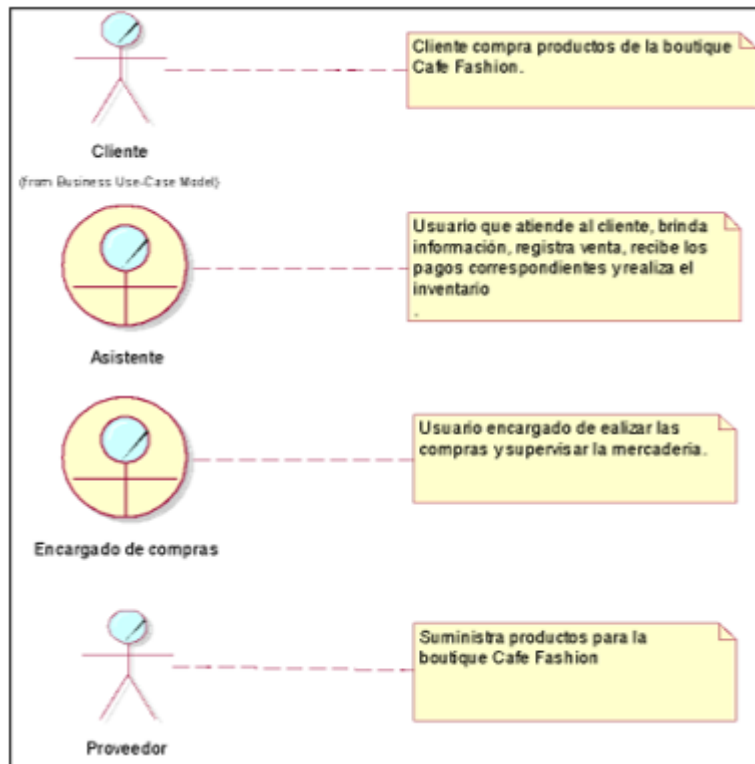 Cliente compra productos de la boutique
Cafe Fashion.
Cliente
(from Business Use-Case Model)
Usuario que atiende al cliente, brinda
información, registra venta, recibe los
pagos correspondientes y realiza el
inventario
.
Asistente
Usuario encargado de ealizar las
compras y supervisar la mercaderia.
Encargado de compras
Suministra productos para la
boutique Cafe Fashion
Proveedor